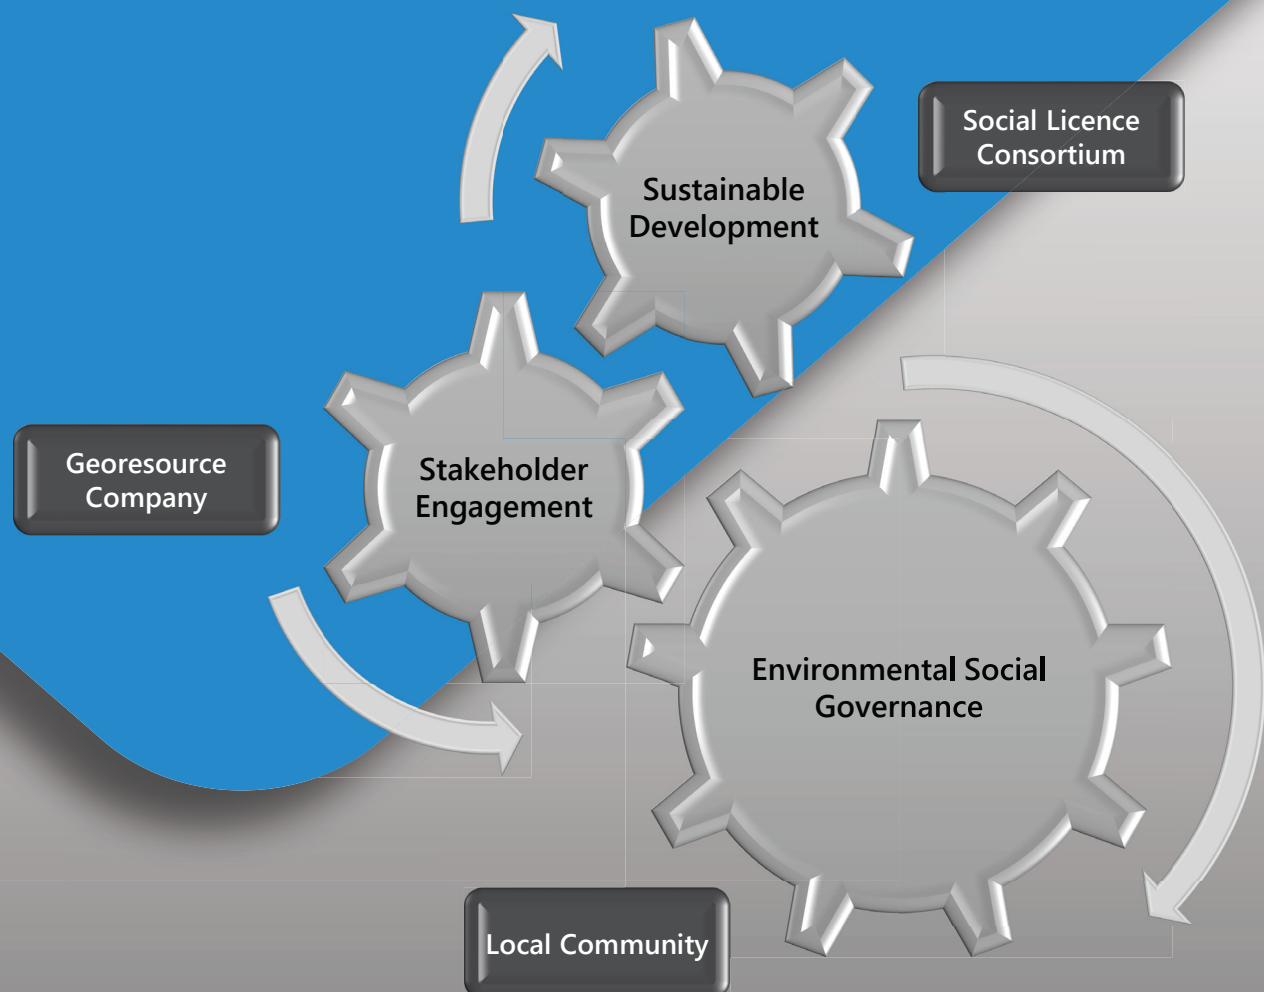 Social Licence
Consortium
Sustainable
Development
Georesource
Company
Stakeholder
Engagement
Environmental Social
Governance
Local Community